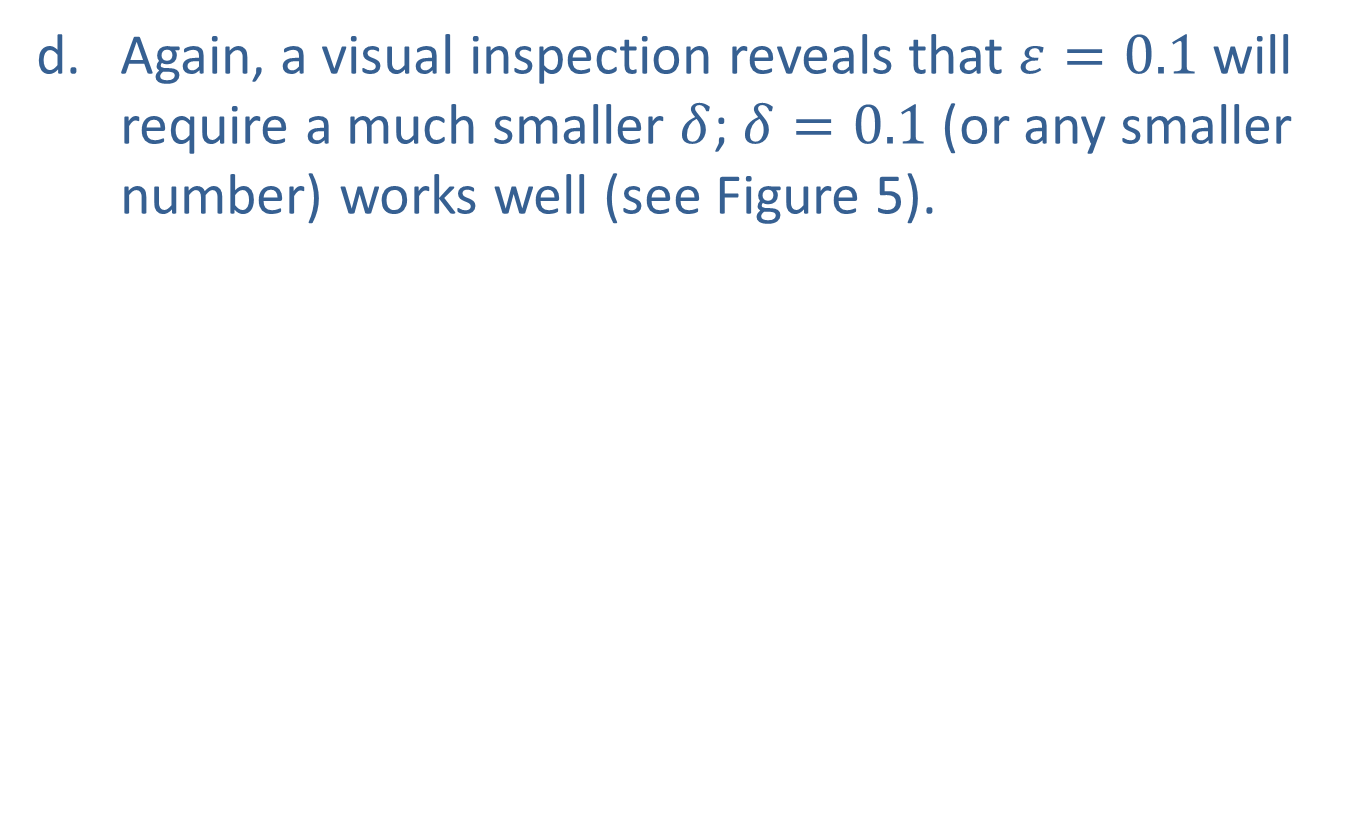 d. Again, a visual inspection reveals that 𝜀 = 0.1 will
require a much smaller 𝛿; 𝛿 = 0.1 (or any smaller
number) works well (see Figure 5).